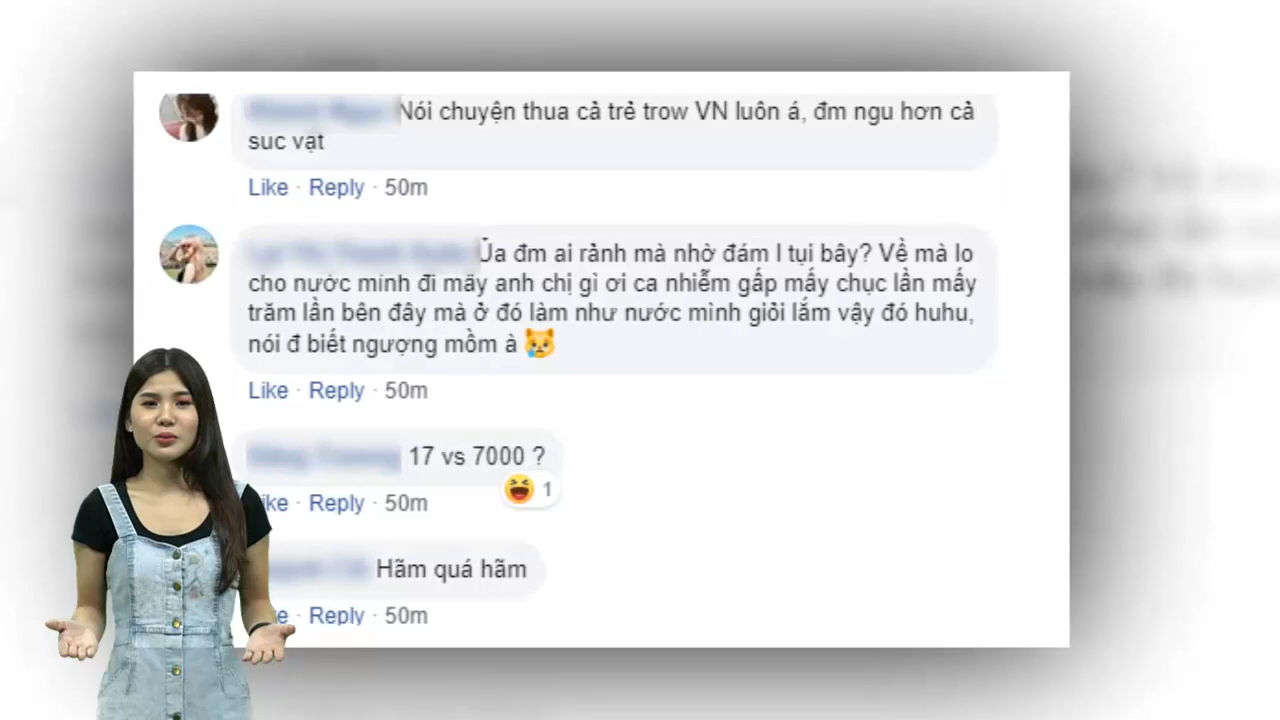 Nói chuyện thua cả trẻ trow VN luôn á, đm ngu hơn cả
suc vạt
Like · Reply · 50m
Ủa đm ai rảnh mà nhờ đám l tụi bây? Về mà lo
cho nước mình đi mấy anh chị gì ơi ca nhiễm gấp mấy chục lần mấy
trăm lần bên đây mà ở đó làm như nước mình giỏi lắm vậy đó huhu,
nói đ biết ngượng mồm à
Like · Reply · 50m
17 vs 7000 ?
1
Reply · 50m
Hãm quá hãm
Reply · 50m